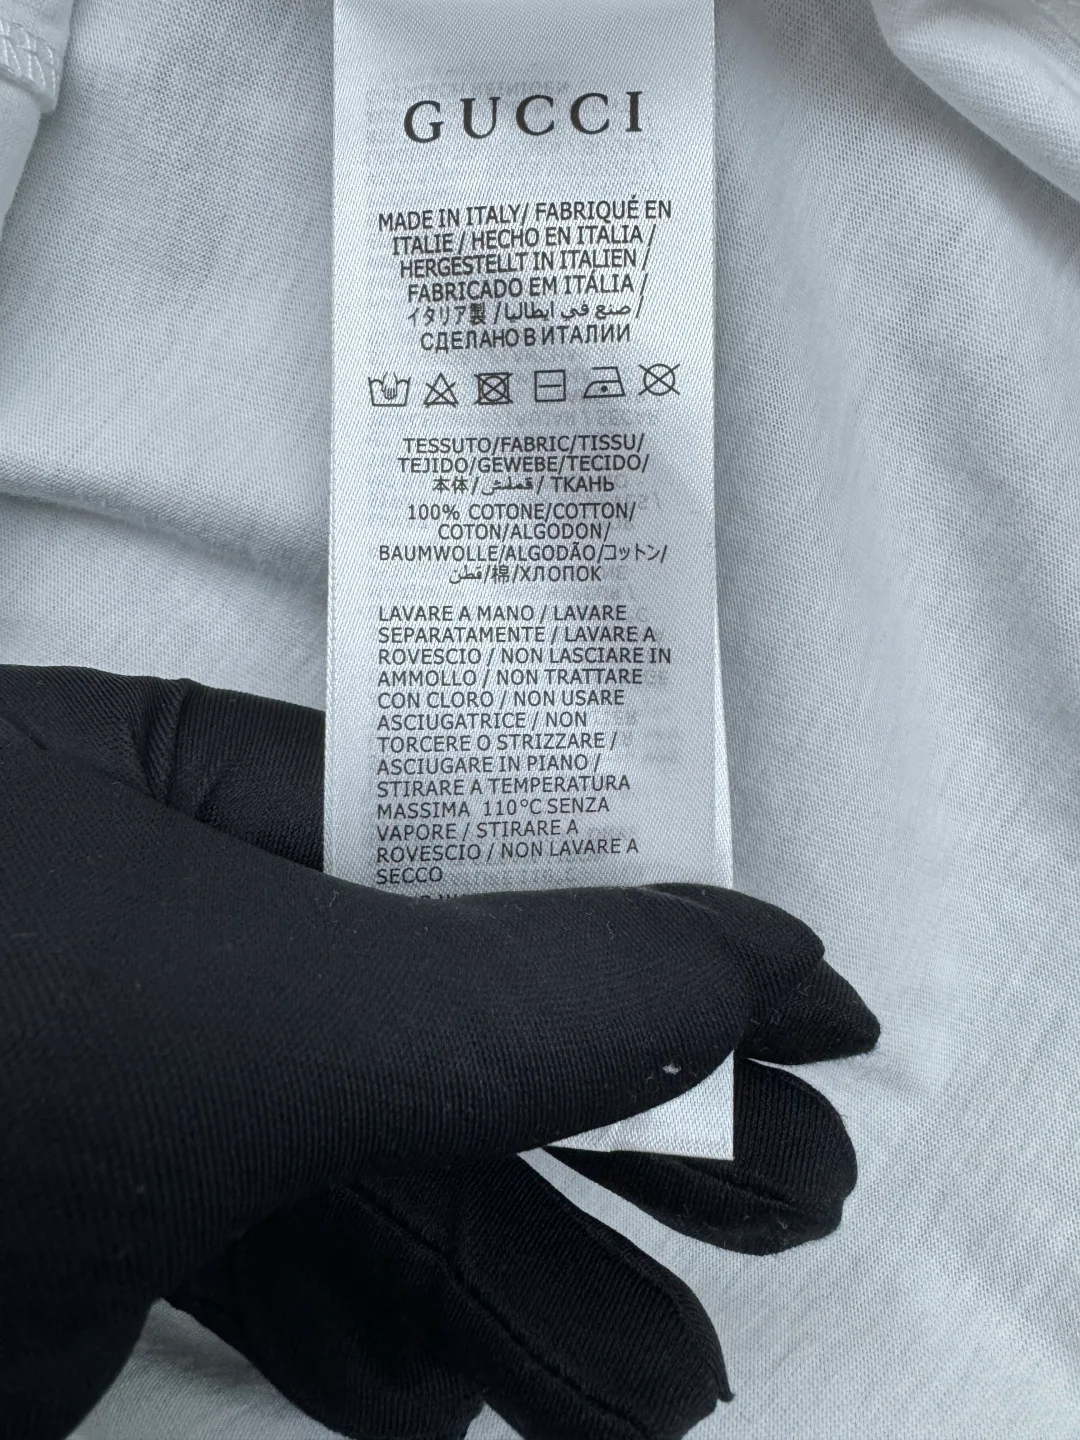 GUCCI
MADE IN ITALY/ FABRIQUÉ EN
ITALIE / HECHO EN ITALIA /
HERGESTELLT IN ITALIEN /
FABRICADO EM ITÁLIA /
イタリア製 / صنع في ايطاليا /
СДЕЛАНО В ИТАЛИИ
TESSUTO/FABRIC/TISSU/
TEJIDO/GEWEBE/TECIDO/
本体/قملش/ ТКАНЬ
100% COTONE/COTTON/
COTON/ALGODON/
BAUMWOLLE/ALGODÃO/コットン/
قطن/棉/ХЛОПОК
LAVARE A MANO / LAVARE
SEPARATAMENTE / LAVARE A
ROVESCIO / NON LASCIARE IN
AMMOLLO / NON TRATTARE
CON CLORO / NON USARE
ASCIUGATRICE / NON
TORCERE O STRIZZARE /
ASCIUGARE IN PIANO /
STIRARE A TEMPERATURA
MASSIMA 110°C SENZA
VAPORE / STIRARE A
ROVESCIO / NON LAVARE A
SECCO